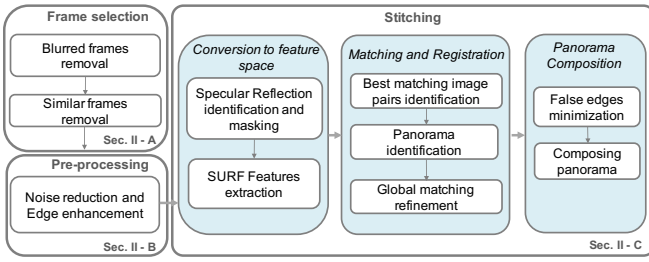 Frame selection
Blurred frames
removal
Similar frames
removal
Sec. II - A
Pre-processing
Noise reduction and
Edge enhancement
Sec. II - B
Stitching
Conversion to feature
space
Specular Reflection
identification and
masking
SURF Features
extraction
Matching and Registration
Best matching image
pairs identification
Panorama
identification
Global matching
refinement
Panorama
Composition
False edges
minimization
Composing
panorama
Sec. II - C